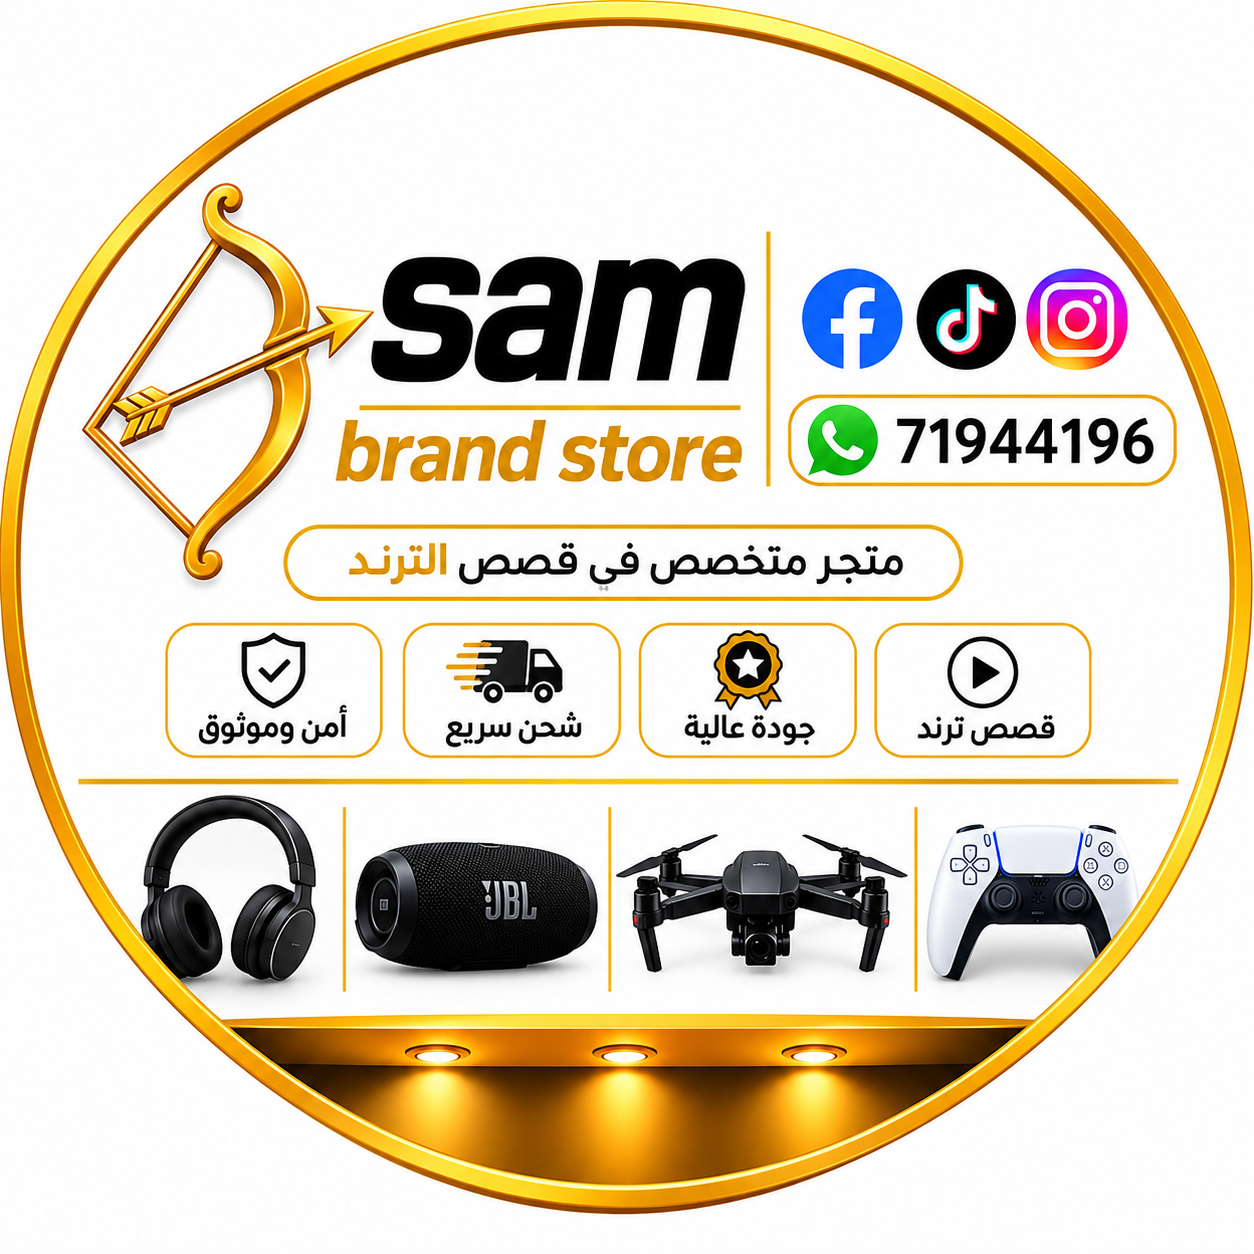 sam
brand store
71944196
متجر متخصص في قصص الترند
قصص ترند
جودة عالية
شحن سريع
أمن وموثوق
JBL